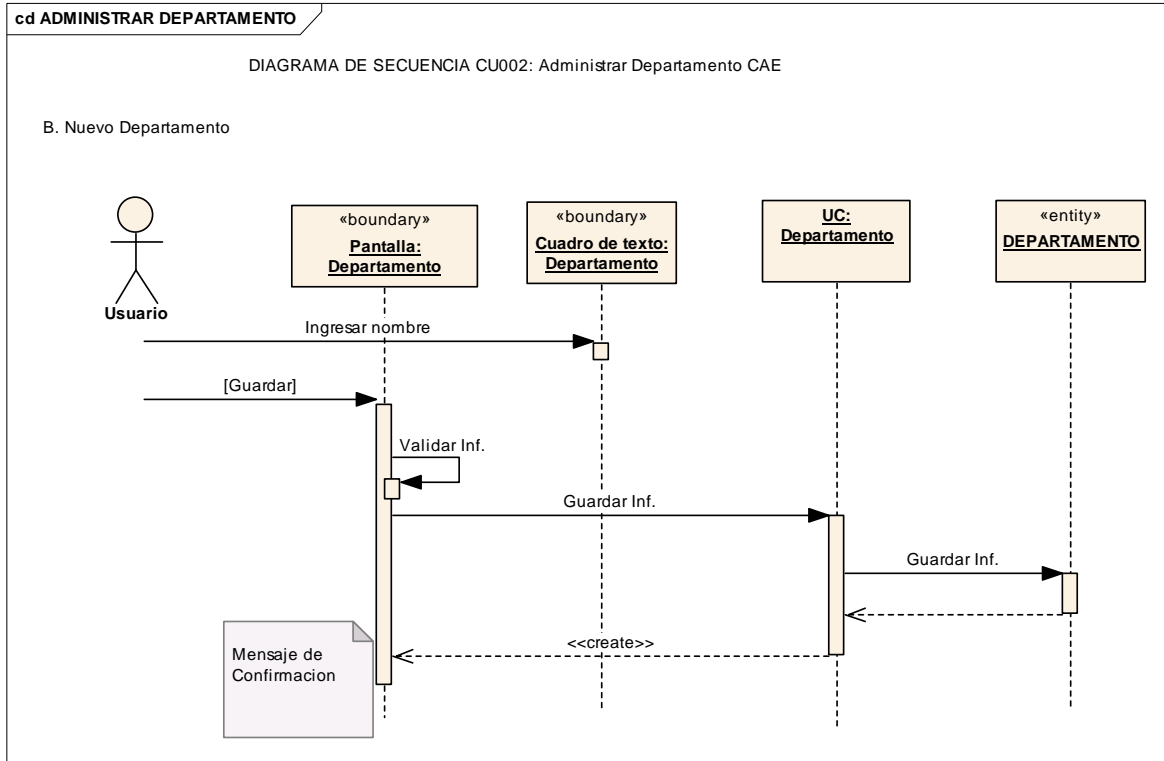 cd ADMINISTRAR DEPARTAMENTO
DIAGRAMA DE SECUENCIA CU002: Administrar Departamento CAE
B. Nuevo Departamento
Usuario
«boundary»
Pantalla:
Departamento
«boundary»
Cuadro de texto:
Departamento
UC:
Departamento
«entity»
DEPARTAMENTO
Ingresar nombre
[Guardar]
Validar Inf.
Guardar Inf.
Guardar Inf.
<<create>>
Mensaje de
Confirmacion